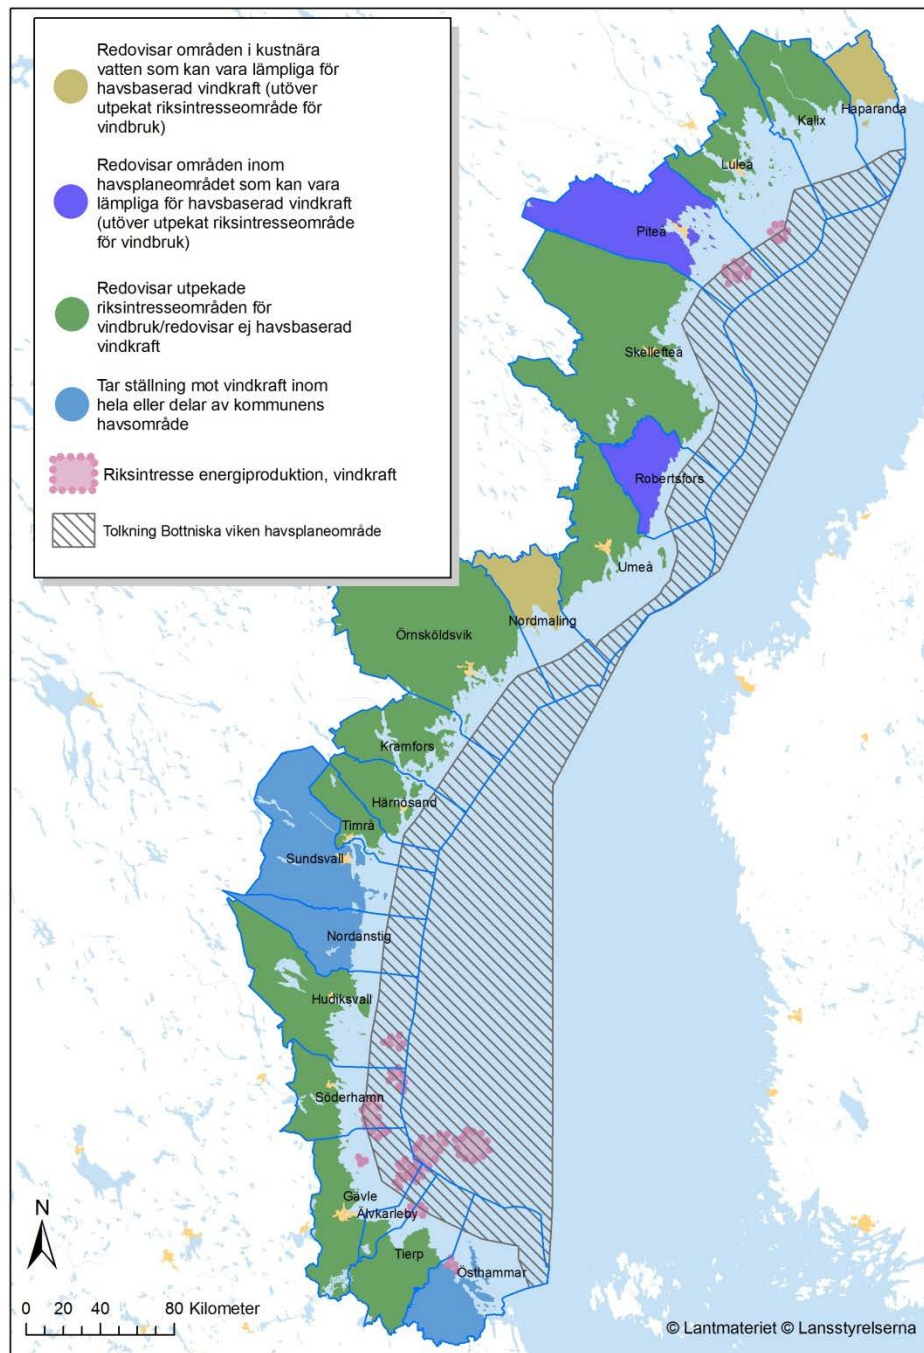 Redovisar områden i kustnära
vatten som kan vara lämpliga för
havsbaserad vindkraft (utöver
utpekat riksintresseområde för
vindbruk)
Redovisar områden inom
havsplaneområdet som kan vara
lämpliga för havsbaserad vindkraft
(utöver utpekat riksintresseområde
för vindbruk)
Redovisar utpekade
riksintresseområden för
vindbruk/redovisar ej havsbaserad
vindkraft
Tar ställning mot vindkraft inom
hela eller delar av kommunens
havsområde
Riksintresse energiproduktion, vindkraft
Tolkning Bottniska viken havsplaneområde
Haparanda
Kalix
Luleå
Piteå
Skellefteå
Robertsfors
Umeå
Nordmaling
Örnsköldsvik
Kramfors
Härnösand
Timrå
Sundsvall
Nordanstig
Hudiksvall
Söderhamn
Gävle
Älvkarleby
Tierp
Östhammar
N
0 20 40 80 Kilometer
© Lantmateriet © Lansstyrelserna